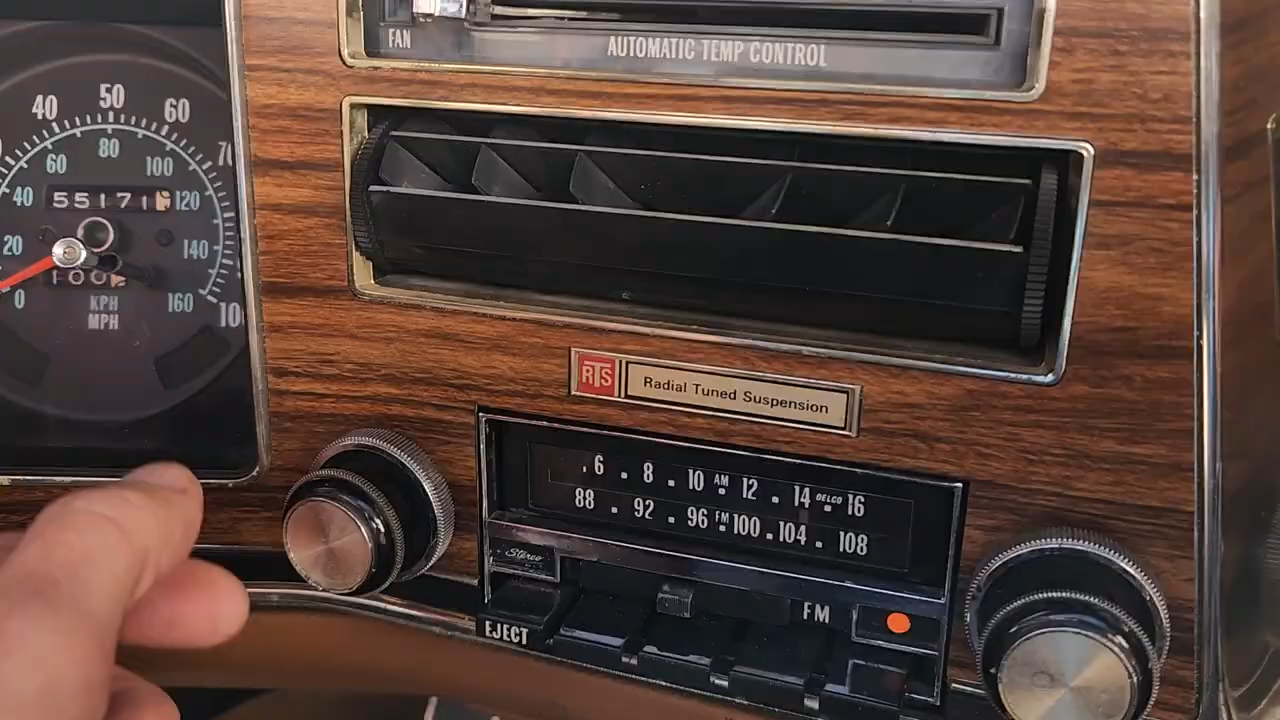 FAN
AUTOMATIC TEMP CONTROL
40 50 60
60 80 100
40 55171 120
20 140
0 KPH 160
MPH
RTS Radial Tuned Suspension
6 . 8 . 10 AM 12 . 14 DELCO 16
88 . 92 . 96 FM 100 . 104 . 108
Stereo
FM
EJECT